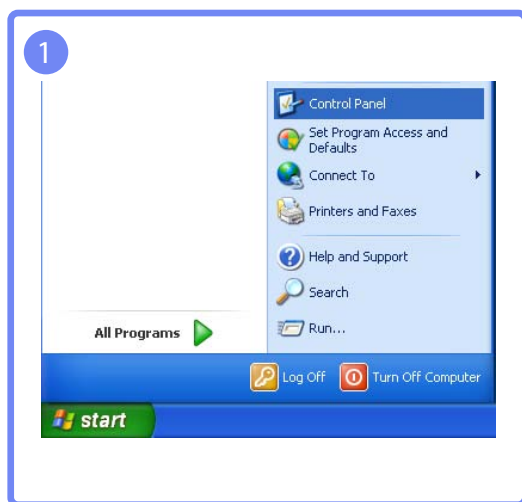 1
Control Panel
Set Program Access and
Defaults
Connect To
Printers and Faxes
Help and Support
Search
Run...
All Programs
Log Off
Turn Off Computer
start